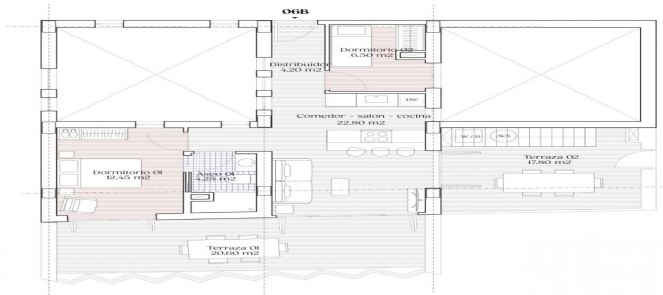 06B
Dormitorio 02
6.50 m2
Distribuidor
4.20 m2
DW
Comedor - salon - cocina
22.80 m2
W/D
ACS
Terraza 02
17.80 m2
Dormitorio 01
12.45 m2
Aseo 01
4.25 m2
Terraza 01
20.60 m2